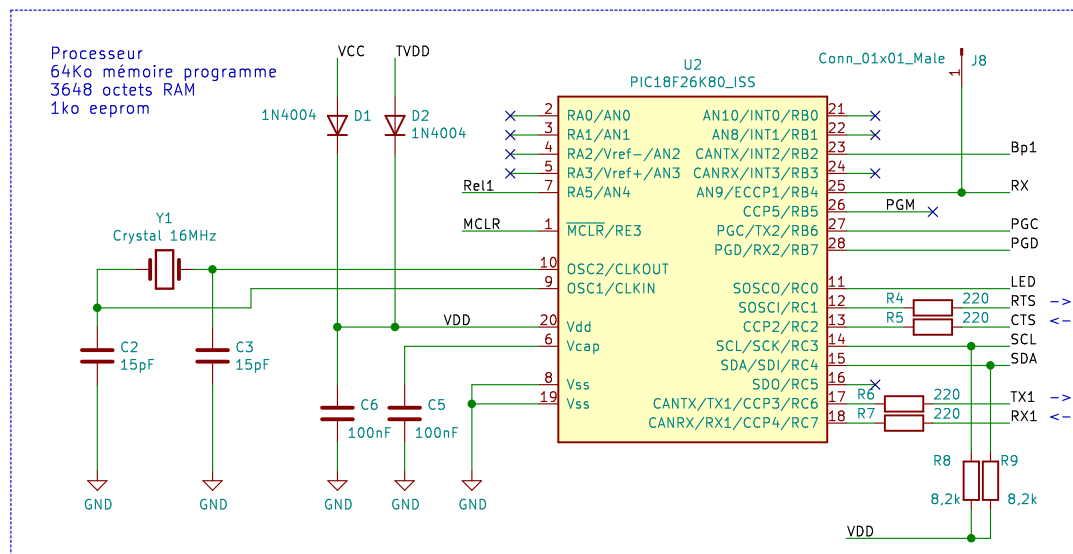 Processeur
64Ko mémoire programme
3648 octets RAM
1ko eeprom
VCC
TVDD
1N4004
D1
D2
1N4004
U2
PIC18F26K80_ISS
Conn_01x01_Male
J8
1
2
RA0/AN0
3
RA1/AN1
4
RA2/Vref-/AN2
5
RA3/Vref+/AN3
Rel1
7
RA5/AN4
MCLR
1
MCLR/RE3
10
OSC2/CLKOUT
9
OSC1/CLKIN
VDD
20
Vdd
6
Vcap
8
Vss
19
Vss
AN10/INT0/RB0
21
AN8/INT1/RB1
22
CANTX/INT2/RB2
23
Bp1
CANRX/INT3/RB3
24
AN9/ECCP1/RB4
25
RX
CCP5/RB5
26
PGM
PGC/TX2/RB6
27
PGC
PGD/RX2/RB7
28
PGD
SOSCO/RC0
11
LED
SOSCI/RC1
12
R4
220
RTS
->
CCP2/RC2
13
R5
220
CTS
<-
SCL/SCK/RC3
14
SCL
SDA/SDI/RC4
15
SDA
SDO/RC5
16
CANTX/TX1/CCP3/RC6
17
R6
220
TX1
->
CANRX/RX1/CCP4/RC7
18
R7
220
RX1
<-
Y1
Crystal 16MHz
C2
15pF
C3
15pF
C6
100nF
C5
100nF
GND
GND
GND
GND
GND
R8
8,2k
R9
8,2k
VDD